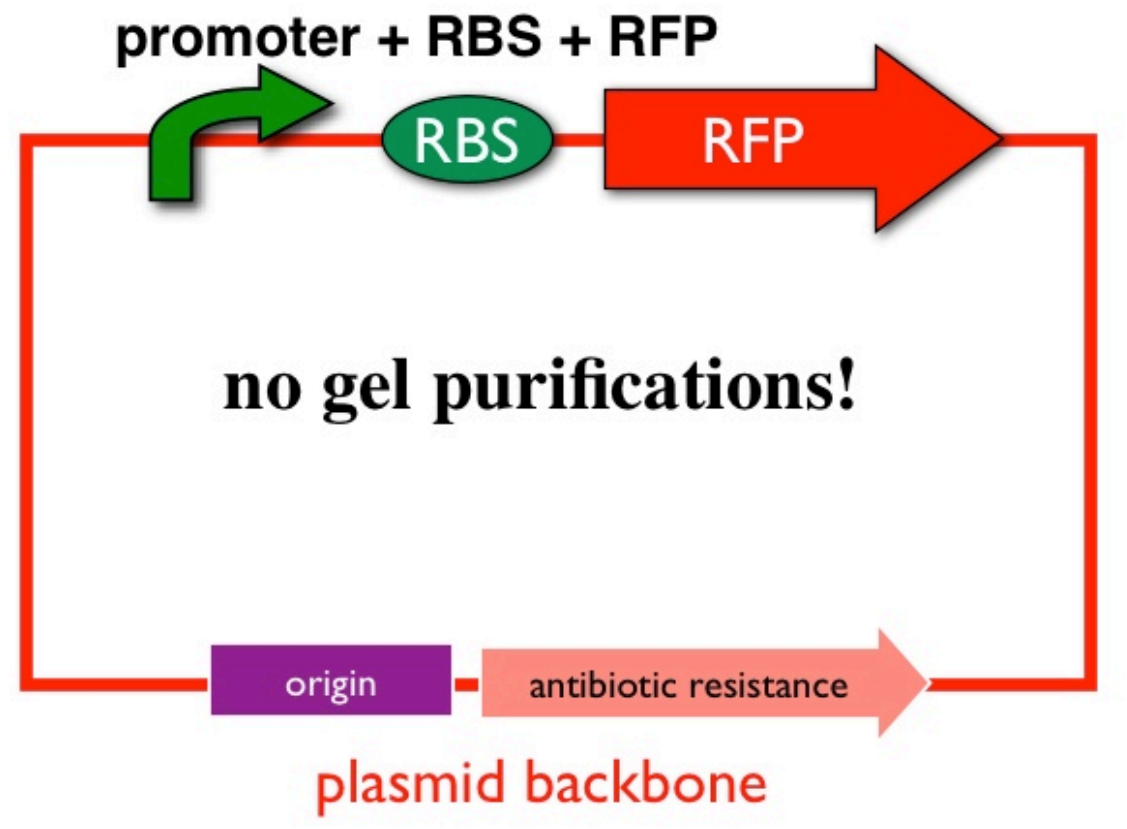 promoter + RBS + RFP
RBS
RFP
no gel purifications!
origin
antibiotic resistance
plasmid backbone